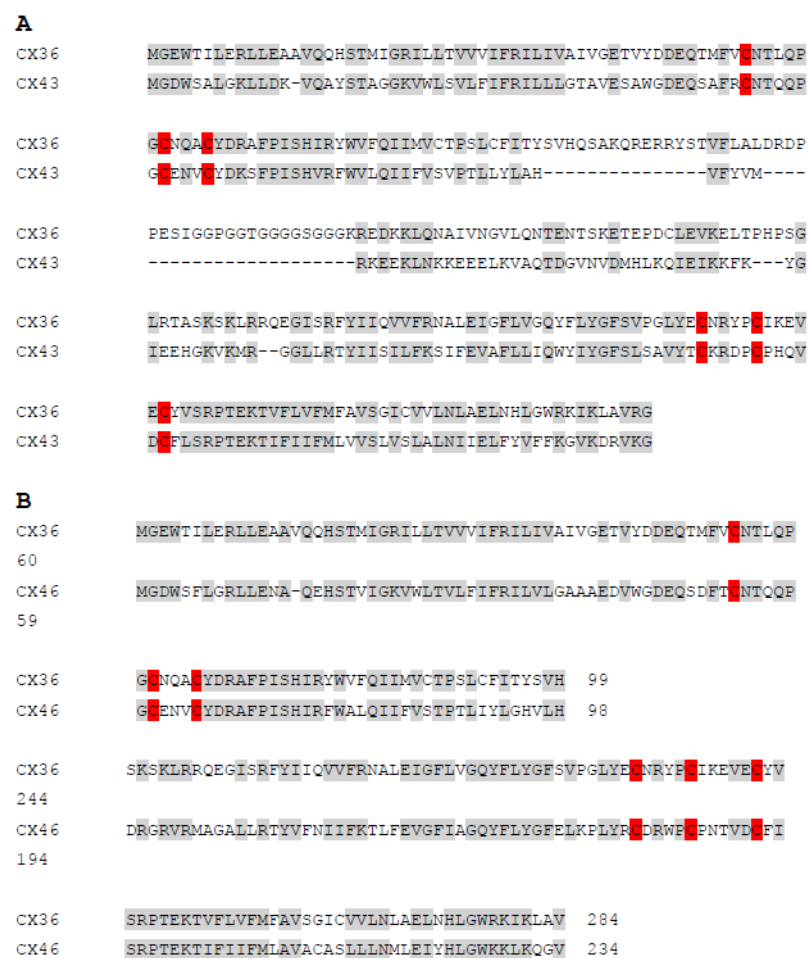 A
CX36 MGEWTILERLLEAAVQQHSTMIGRILLTVVVIFRILIVAIVGETVYDDEQTMFVCNTLQP
CX43 MGDWSALGKLLDK-VQAYSTAGGKVWLSVLFIFRILLLGTAVESAWGDEQSAFRCNTQQP
CX36 GCNQACYDRAFPISHIRYWVFQIIMVCTPSLCFITYSVHQSAKQRERRYSTVFLALDRDP
CX43 GCENVCYDKSFPISHVRFWVLQIIFVSVPTLLYLAH---------------VFYVM----
CX36 PESIGGPGGTGGGGSGGGKREDKKLQNAIVNGVLQNTENTSKETEPDCLEVKELTPHPSG
CX43 -------------------RKEEKLNKKEEELKVAQTDGVNVDMHLKQIEIKKFK---YG
CX36 LRTASKSKLRRQEGISRFYIIQVVFRNALEIGFLVGQYFLYGFSVPGLYECNRYPCIKEV
CX43 IEEHGKVKMR--GGLLRTYIISILFKSIFEVAFLLIQWYIYGFSLSAVYTCKRDPCPHQV
CX36 ECYVSRPTEKTVFLVFMFAVSGICVVLNLAELNHLGWRKIKLAVRG
CX43 DCFLSRPTEKTIFIIFMLVVSLVSLALNIIELFYVFFKGVKDRVKG
B
CX36 MGEWTILERLLEAAVQQHSTMIGRILLTVVVIFRILIVAIVGETVYDDEQTMFVCNTLQP
60
CX46 MGDWSFLGRLLENA-QEHSTVIGKVWLTVLFIFRILVLGAAAEDVWGDEQSDFTCNTQQP
59
CX36 GCNQACYDRAFPISHIRYWVFQIIMVCTPSLCFITYSVH 99
CX46 GCENVCYDRAFPISHIRFWALQIIFVSTPTLIYLGHVLH 98
CX36 SKSKLRRQEGISRFYIIQVVFRNALEIGFLVGQYFLYGFSVPGLYECNRYPCIKEVECYV
244
CX46 DRGRVRMAGALLRTYVFNIIFKTLFEVGFIAGQYFLYGFELKPLYRCDRWPCPNTVDCFI
194
CX36 SRPTEKTVFLVFMFAVSGICVVLNLAELNHLGWRKIKLAV 284
CX46 SRPTEKTIFIIFMLAVACASLLLNMLEIYHLGWKKLKQGV 234